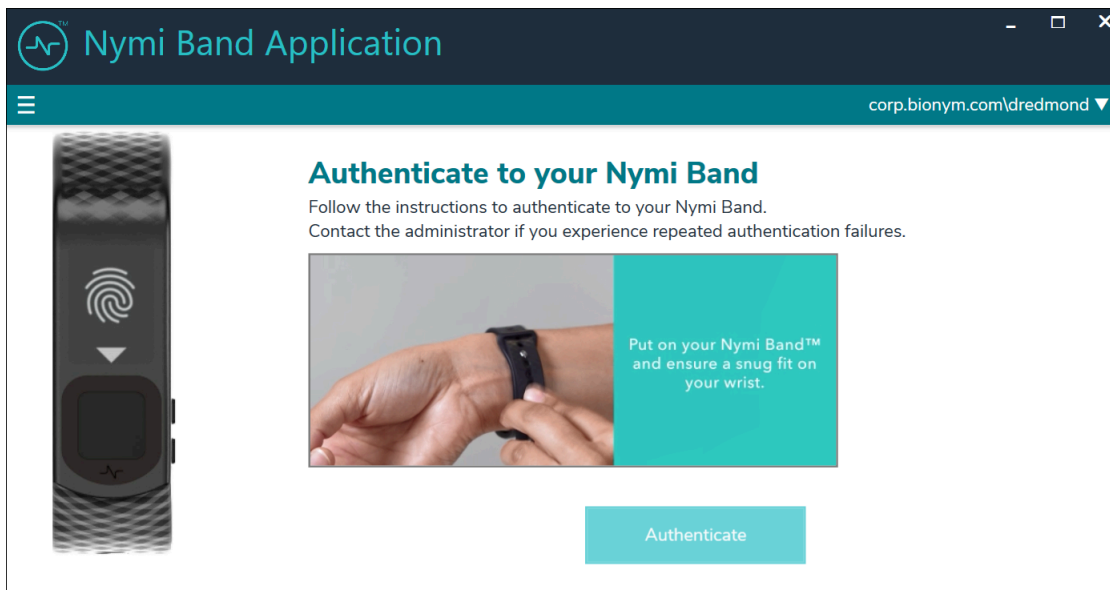 Nymi Band Application
TM
corp.bionym.com\dredmond ▼
Authenticate to your Nymi Band
Follow the instructions to authenticate to your Nymi Band.
Contact the administrator if you experience repeated authentication failures.
Put on your Nymi Band™
and ensure a snug fit on
your wrist.
Authenticate